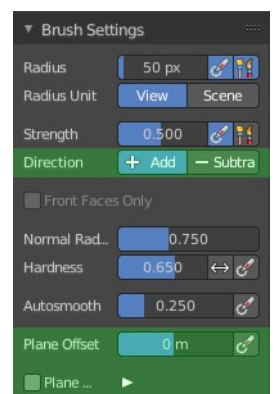 Brush Settings
Radius 50 px
Radius Unit View Scene
Strength 0.500
Direction + Add − Subtra
Front Faces Only
Normal Rad... 0.750
Hardness 0.650
Autosmooth 0.250
Plane Offset 0 m
Plane ...